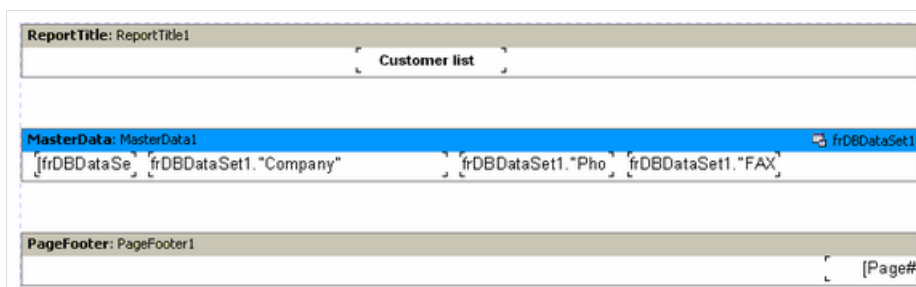 ReportTitle: ReportTitle1
Customer list
MasterData: MasterData1 frDBDataSet1
[frDBDataSe frDBDataSet1."Company" frDBDataSet1."Pho frDBDataSet1."FAX
PageFooter: PageFooter1
[Page#